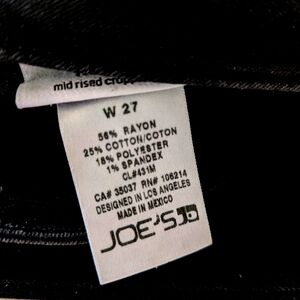 mid rised crop
W 27
56% RAYON
25% COTTON/COTON
18% POLYESTER
1% SPANDEX
CL#431M
CA# 35037 RN# 106214
DESIGNED IN LOS ANGELES
MADE IN MEXICO
JOE'S